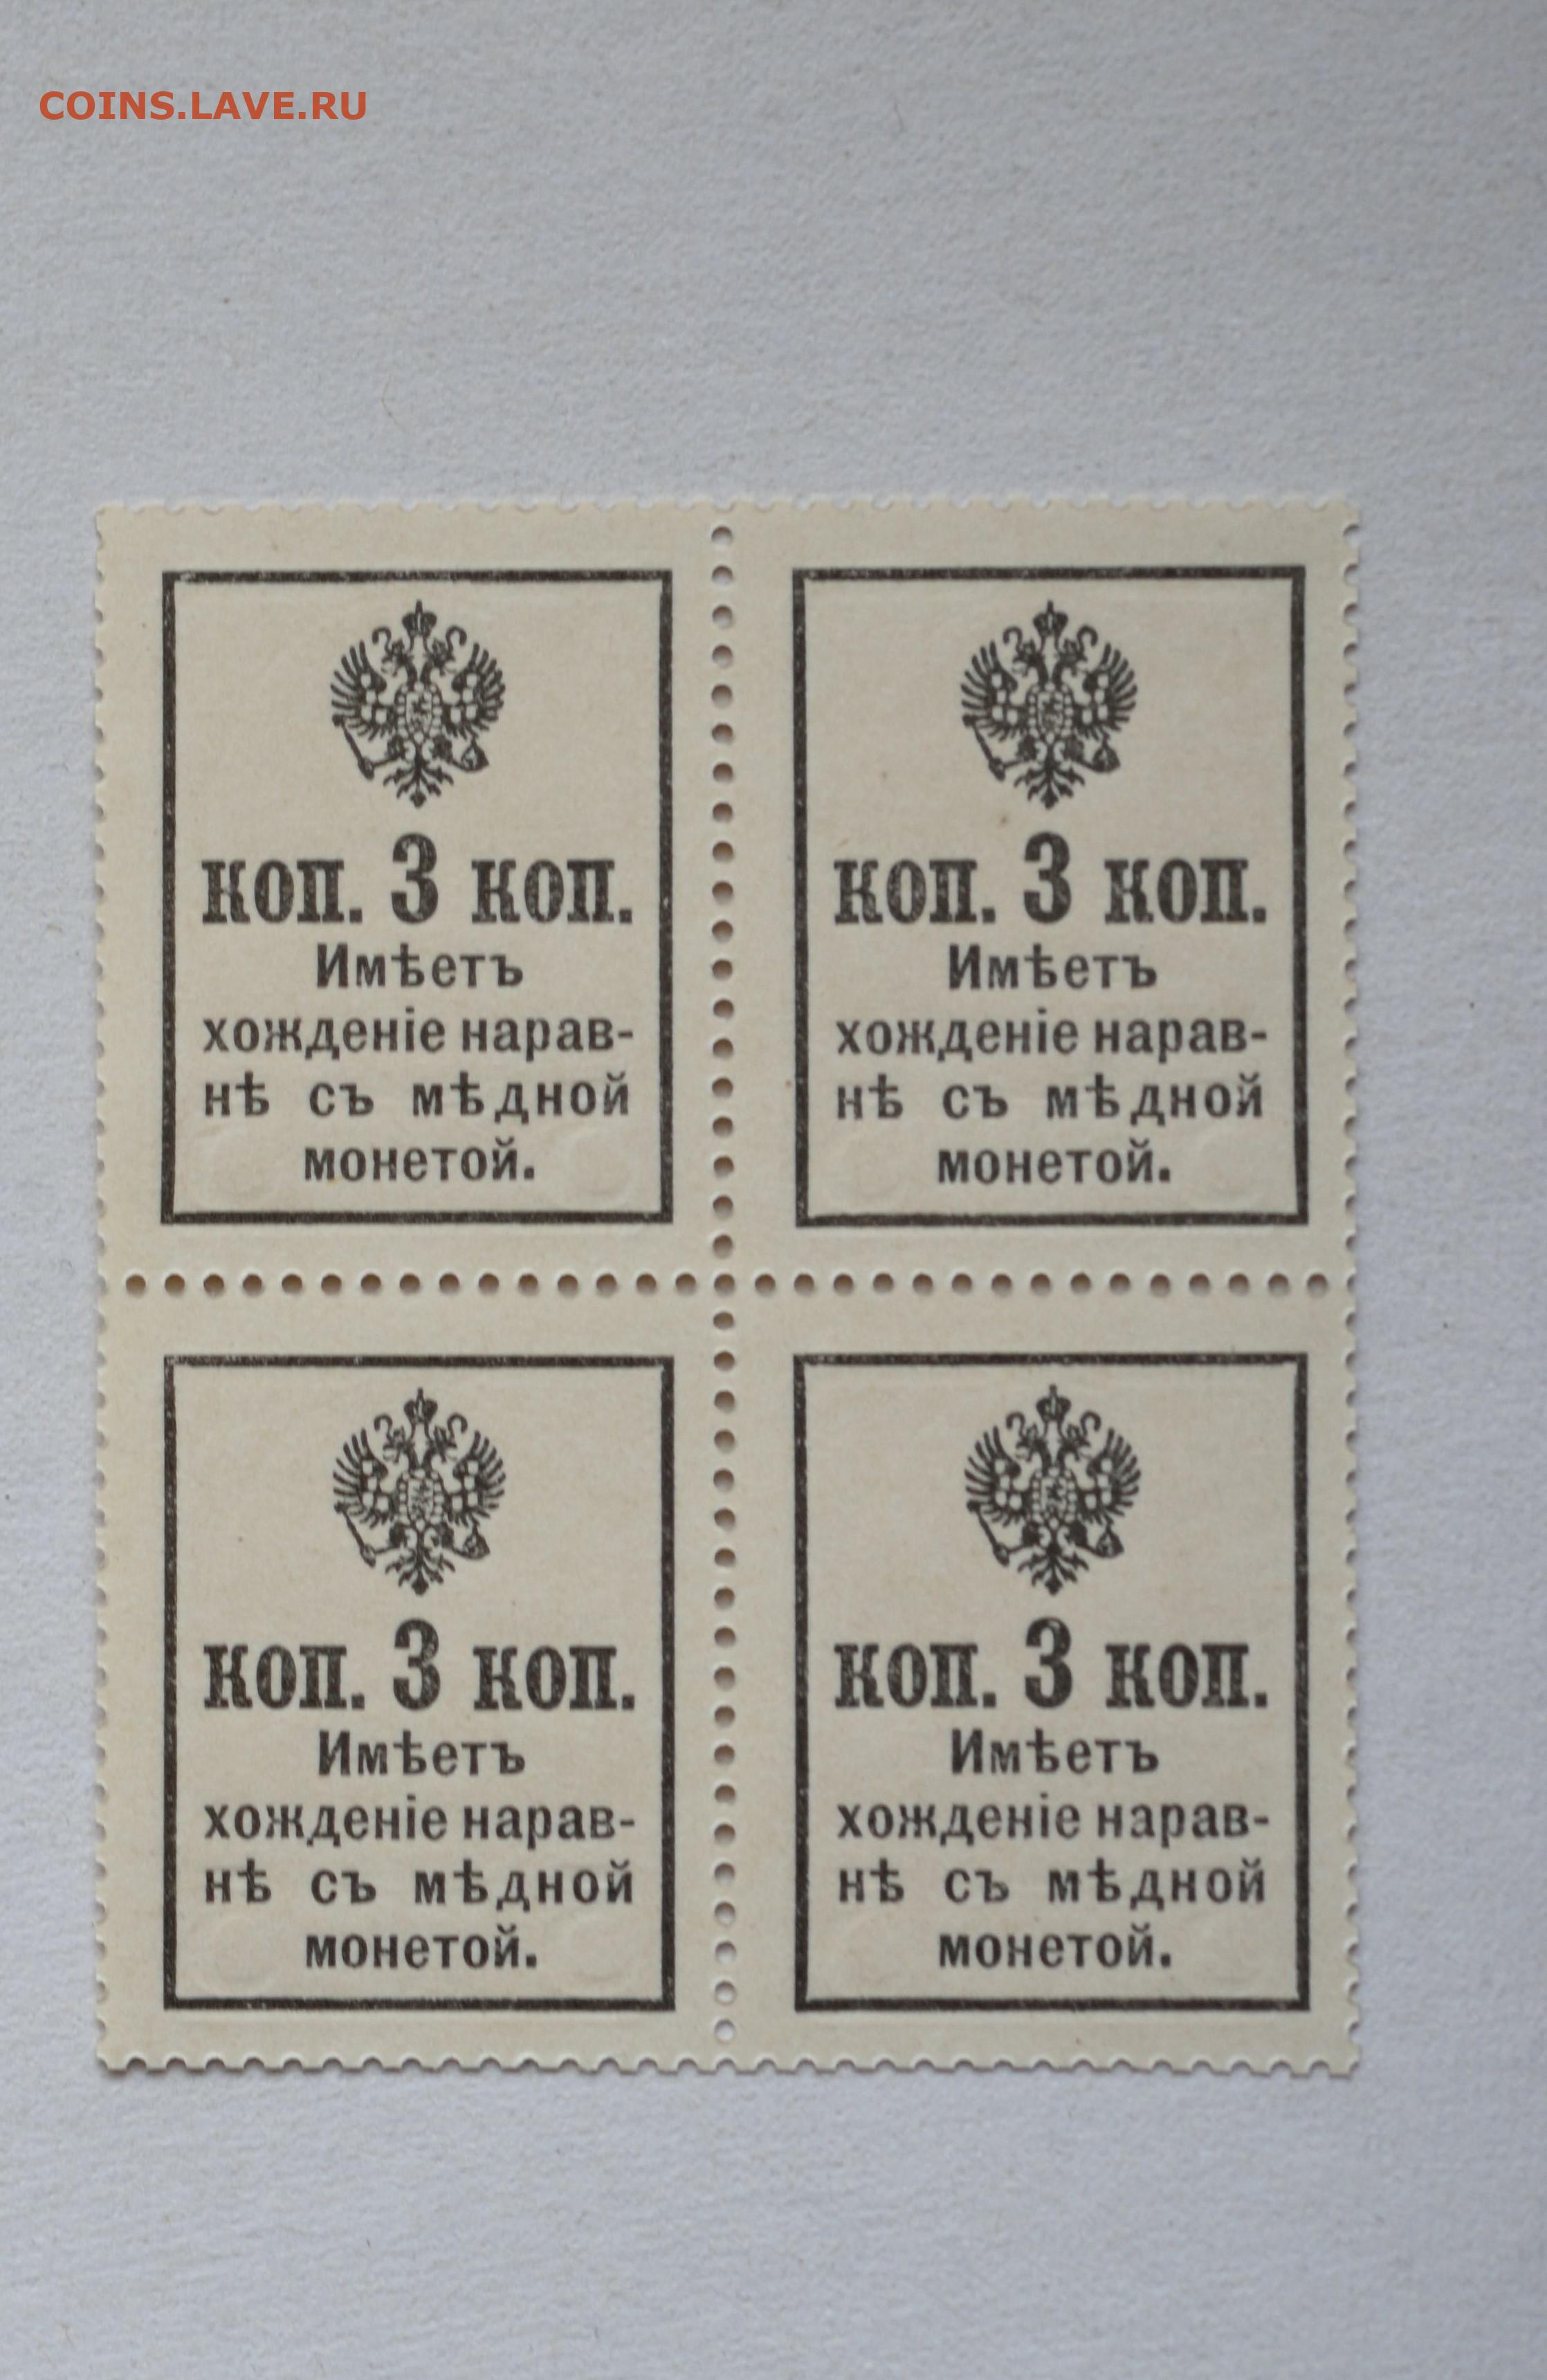 COINS.LAVE.RU
коп. 3 коп.
Имѣетъ
хожденіе нарав-
нѣ съ мѣдной
монетой.
коп. 3 коп.
Имѣетъ
хожденіе нарав-
нѣ съ мѣдной
монетой.
коп. 3 коп.
Имѣетъ
хожденіе нарав-
нѣ съ мѣдной
монетой.
коп. 3 коп.
Имѣетъ
хожденіе нарав-
нѣ съ мѣдной
монетой.